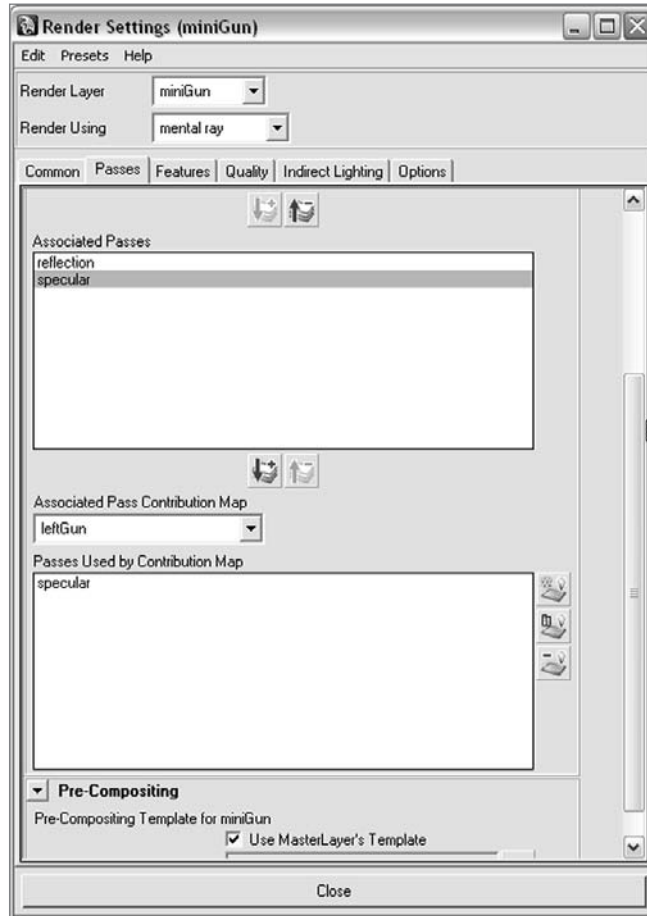 Render Settings (miniGun)
Edit Presets Help
Render Layer miniGun
Render Using mental ray
Common Passes Features Quality Indirect Lighting Options
Associated Passes
reflection
specular
Associated Pass Contribution Map
leftGun
Passes Used by Contribution Map
specular
Pre-Compositing
Pre-Compositing Template for miniGun
Use MasterLayer's Template
Close